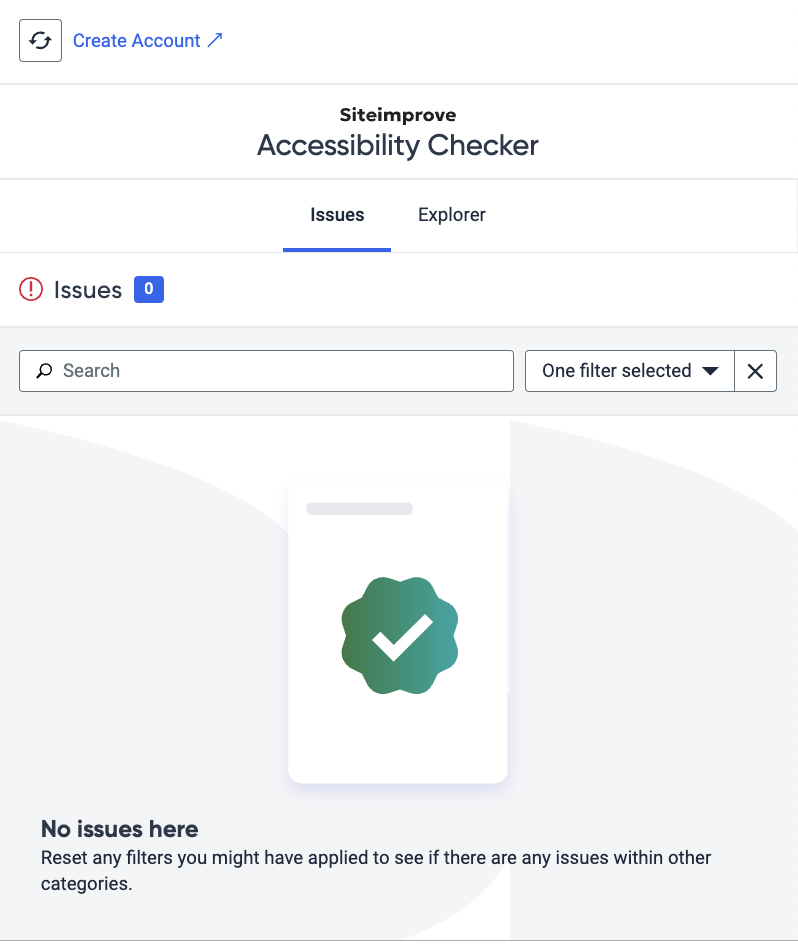 Create Account ↗
Siteimprove
Accessibility Checker
Issues Explorer
Issues 0
Search One filter selected
No issues here
Reset any filters you might have applied to see if there are any issues within other
categories.